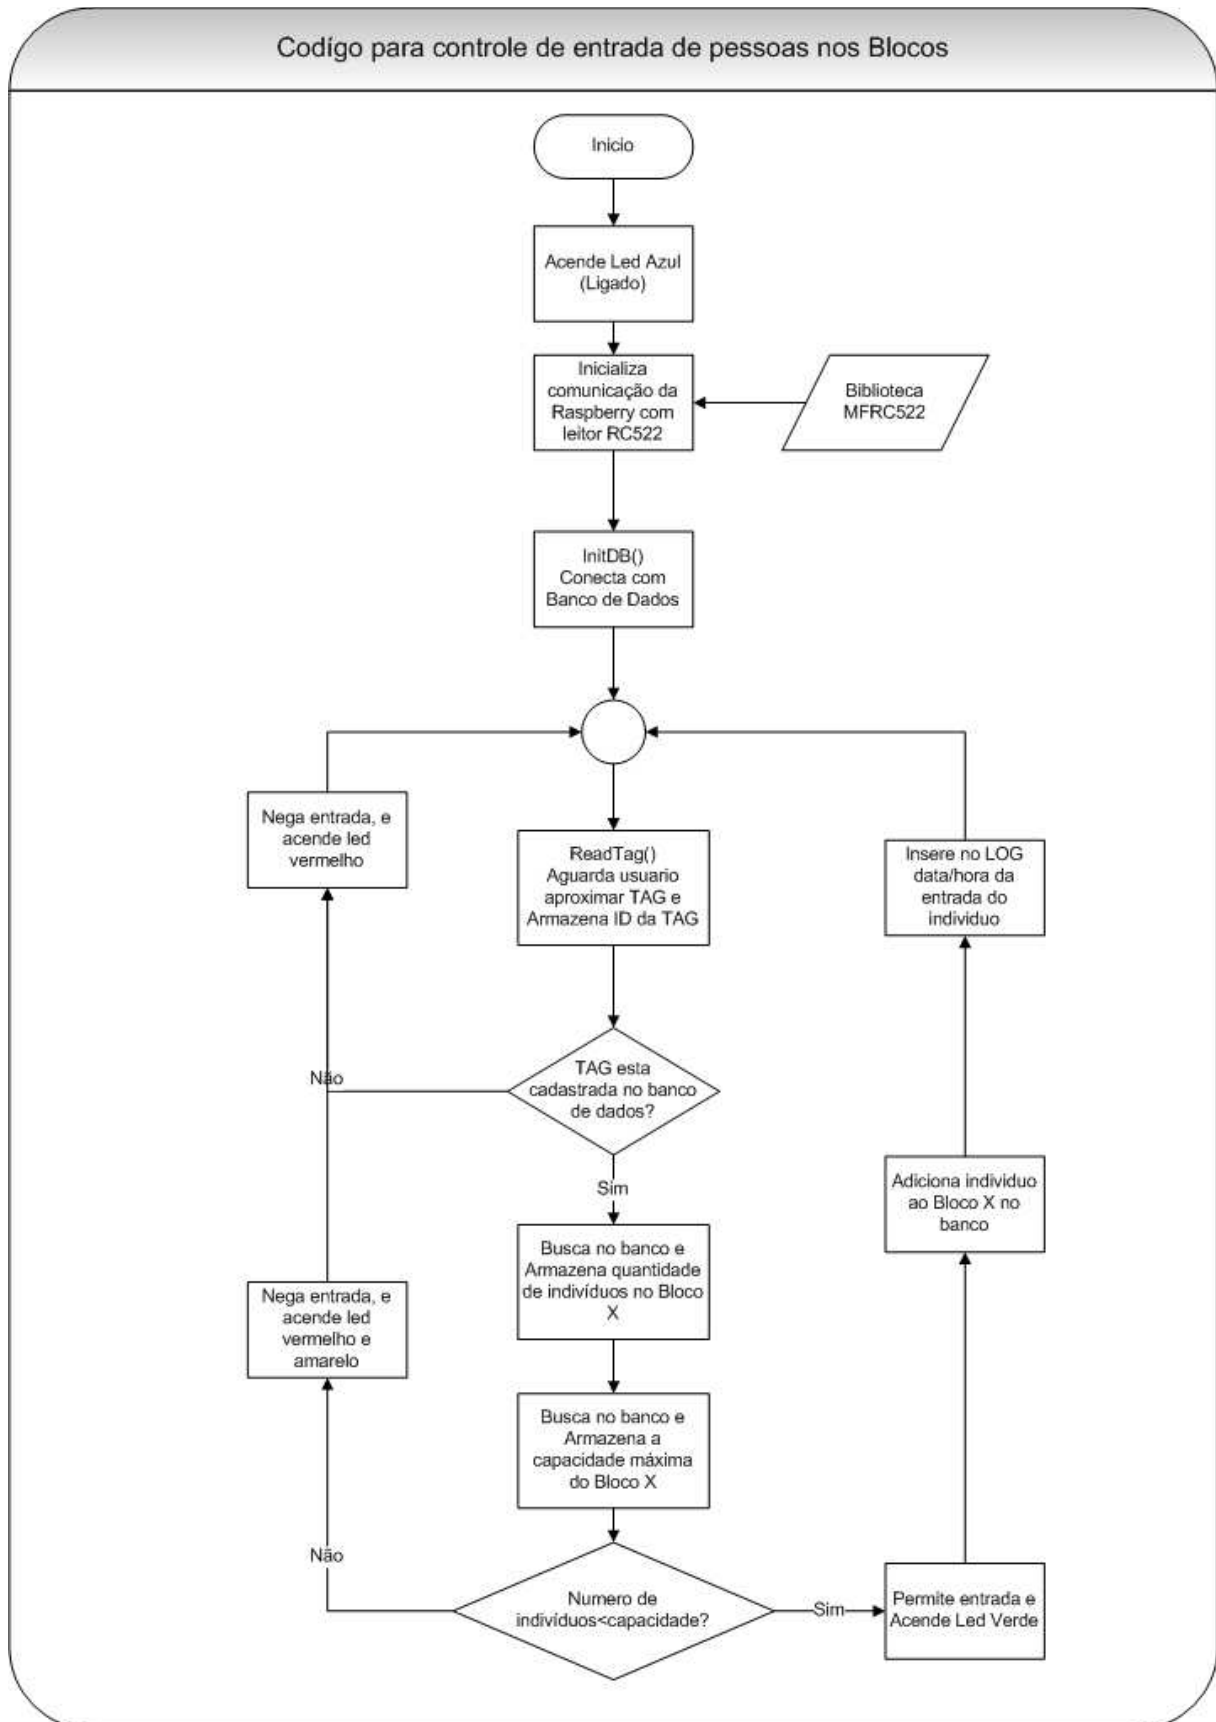 Codígo para controle de entrada de pessoas nos Blocos
Inicio
Acende Led Azul
(Ligado)
Inicializa
comunicação da
Raspberry com
leitor RC522
Biblioteca
MFRC522
InitDB()
Conecta com
Banco de Dados
Nega entrada, e
acende led
vermelho
ReadTag()
Aguarda usuario
aproximar TAG e
Armazena ID da TAG
Insere no LOG
data/hora da
entrada do
individuo
Não
TAG esta
cadastrada no banco
de dados?
Sim
Adiciona individuo
ao Bloco X no
banco
Busca no banco e
Armazena quantidade
de indivíduos no Bloco
X
Nega entrada, e
acende led
vermelho e
amarelo
Busca no banco e
Armazena a
capacidade máxima
do Bloco X
Não
Numero de
indivíduos<capacidade?
Sim
Permite entrada e
Acende Led Verde